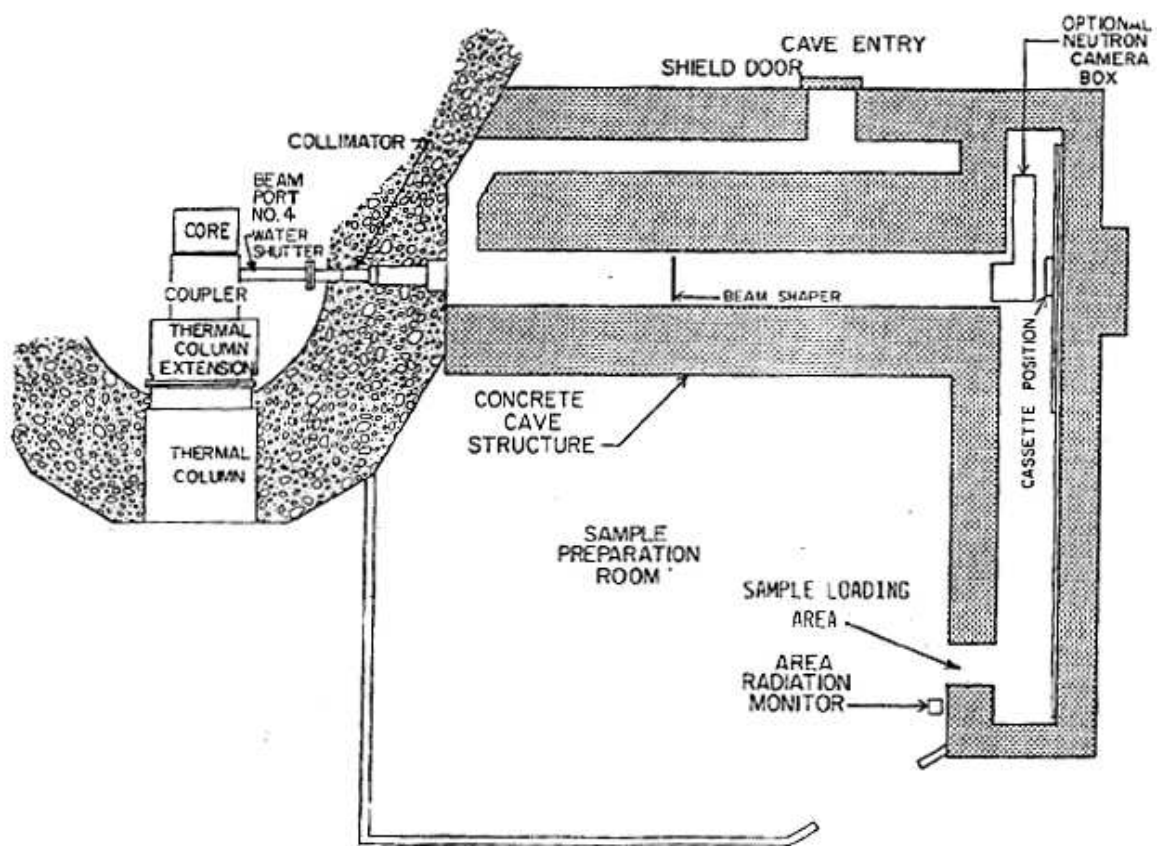 OPTIONAL
NEUTRON
CAMERA
BOX
CAVE ENTRY
SHIELD DOOR
COLLIMATOR
BEAM
PORT
NO. 4
WATER
SHUTTER
CORE
COUPLER
BEAM SHAPER
THERMAL
COLUMN
EXTENSION
CONCRETE
CAVE
STRUCTURE
CASSETTE POSITION
THERMAL
COLUMN
SAMPLE
PREPARATION
ROOM
SAMPLE LOADING
AREA
AREA
RADIATION
MONITOR